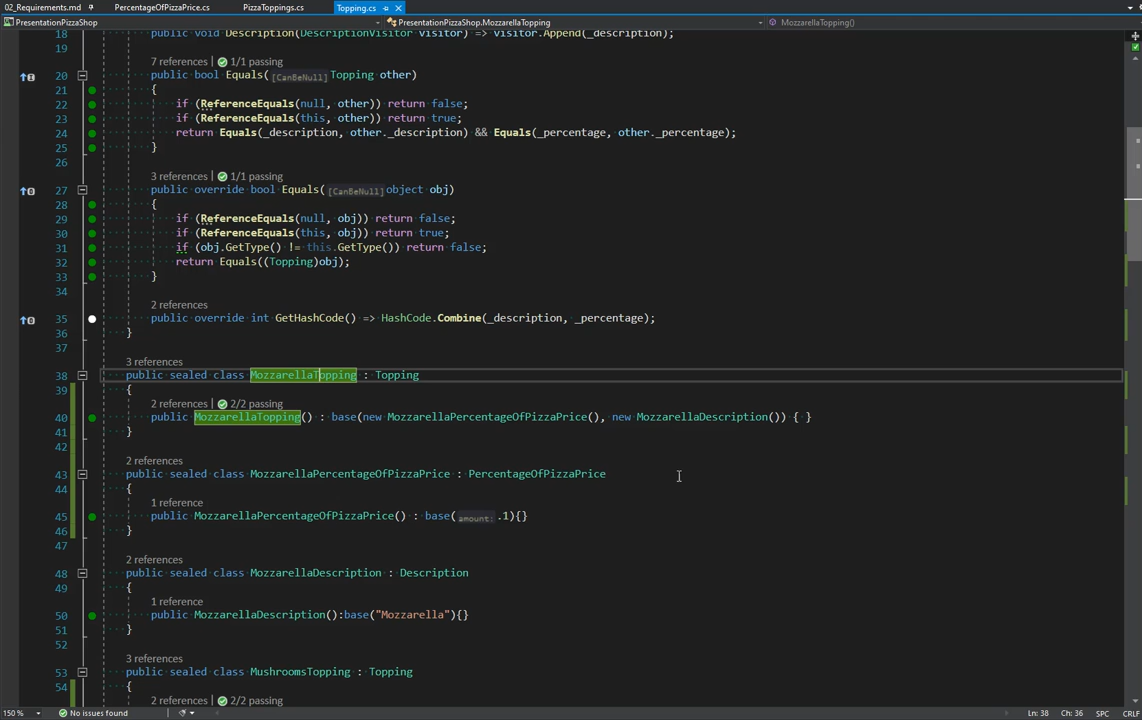 02_Requirements.md PercentageOfPizzaPrice.cs PizzaToppings.cs Topping.cs
PresentationPizzaShop PresentationPizzaShop.MozzarellaTopping MozzarellaTopping()
18 public void Description(DescriptionVisitor visitor) => visitor.Append(_description);
19
7 references | 1/1 passing
20 public bool Equals([CanBeNull]Topping other)
21 {
22 if (ReferenceEquals(null, other)) return false;
23 if (ReferenceEquals(this, other)) return true;
24 return Equals(_description, other._description) && Equals(_percentage, other._percentage);
25 }
26
3 references | 1/1 passing
27 public override bool Equals([CanBeNull]object obj)
28 {
29 if (ReferenceEquals(null, obj)) return false;
30 if (ReferenceEquals(this, obj)) return true;
31 if (obj.GetType() != this.GetType()) return false;
32 return Equals((Topping)obj);
33 }
34
2 references
35 public override int GetHashCode() => HashCode.Combine(_description, _percentage);
36 }
37
3 references
38 public sealed class MozzarellaTopping : Topping
39 {
2 references | 2/2 passing
40 public MozzarellaTopping() : base(new MozzarellaPercentageOfPizzaPrice(), new MozzarellaDescription()) { }
41 }
42
2 references
43 public sealed class MozzarellaPercentageOfPizzaPrice : PercentageOfPizzaPrice
44 {
1 reference
45 public MozzarellaPercentageOfPizzaPrice() : base(amount: .1){}
46 }
47
2 references
48 public sealed class MozzarellaDescription : Description
49 {
1 reference
50 public MozzarellaDescription():base("Mozzarella"){}
51 }
52
3 references
53 public sealed class MushroomsTopping : Topping
54 {
2 references | 2/2 passing
150 % No issues found Ln: 38 Ch: 36 SPC CRLF